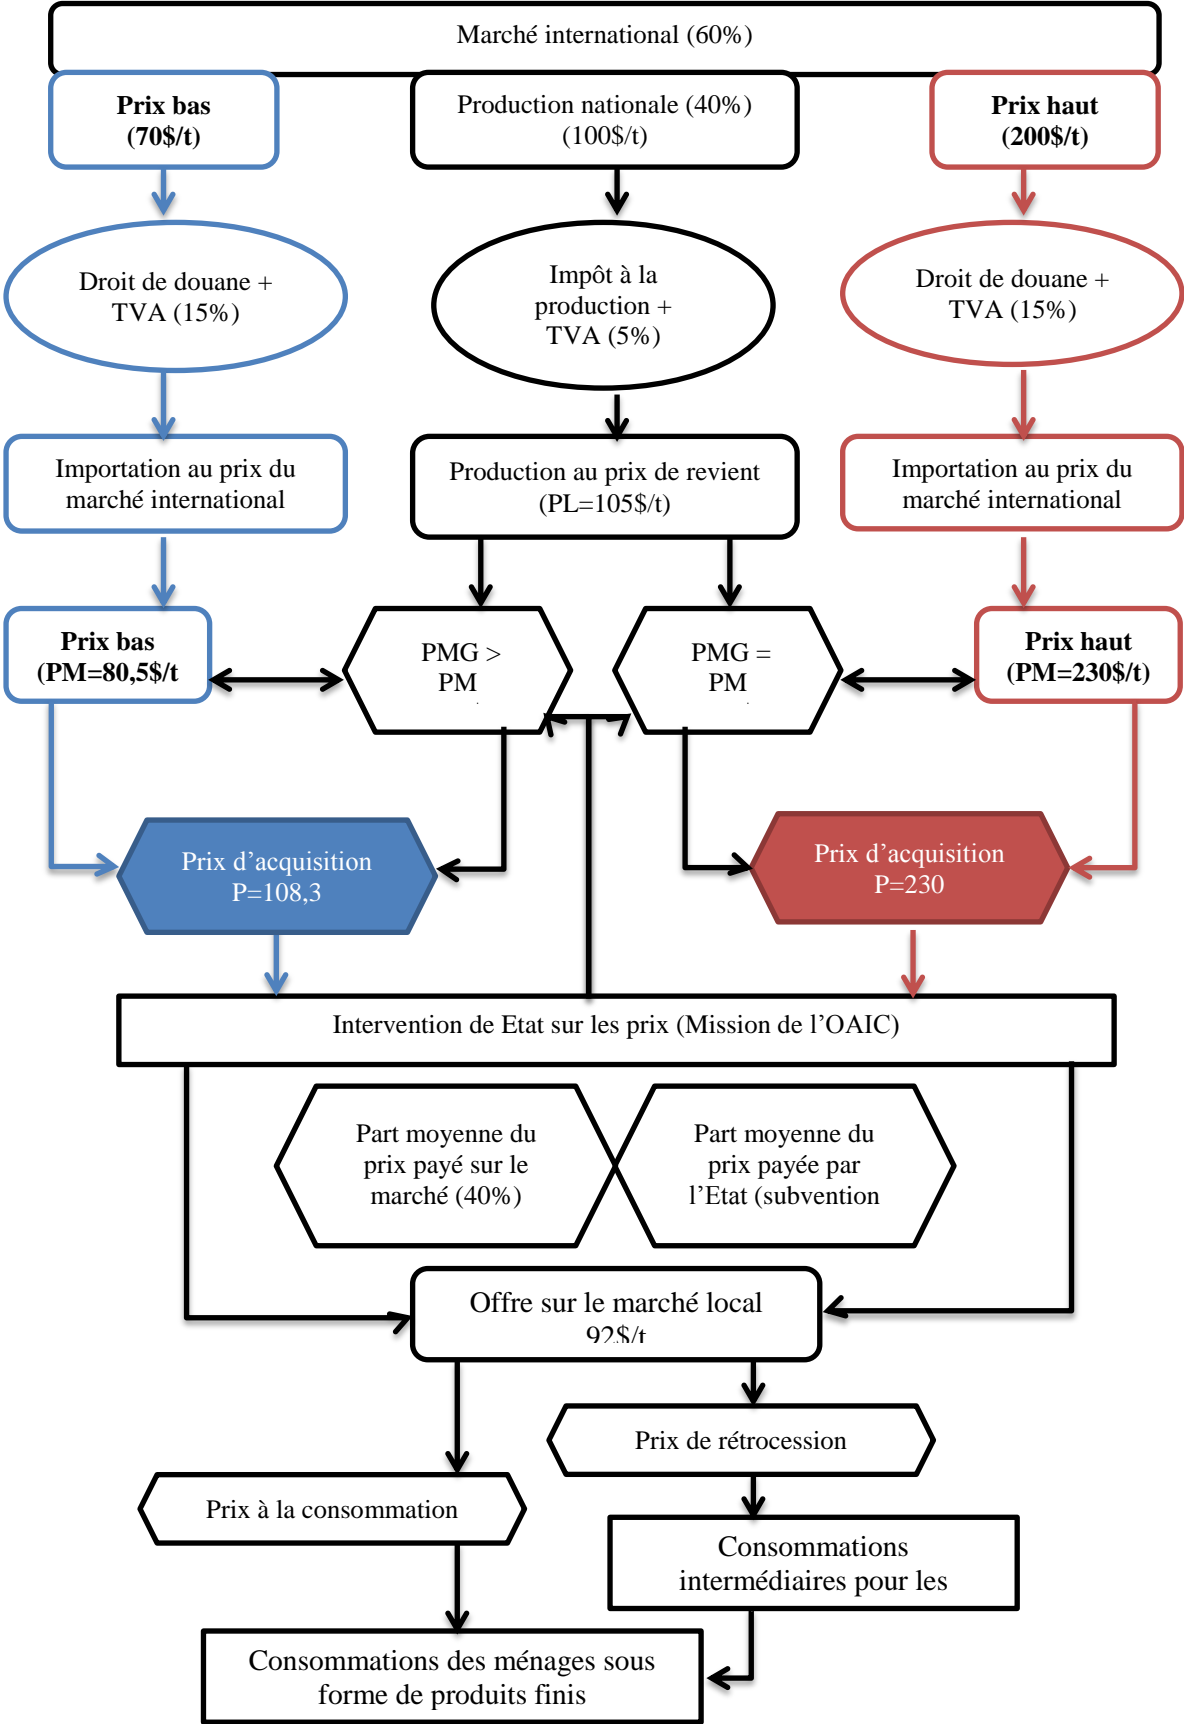 Marché international (60%)
Prix bas
(70$/t)
Production nationale (40%)
(100$/t)
Prix haut
(200$/t)
Droit de douane +
TVA (15%)
Impôt à la
production +
TVA (5%)
Droit de douane +
TVA (15%)
Importation au prix du
marché international
Production au prix de revient
(PL=105$/t)
Importation au prix du
marché international
Prix bas
(PM=80,5$/t
PMG >
PM
PMG =
PM
Prix haut
(PM=230$/t)
Prix d’acquisition
P=108,3
Prix d’acquisition
P=230
Intervention de Etat sur les prix (Mission de l’OAIC)
Part moyenne du
prix payé sur le
marché (40%)
Part moyenne du
prix payée par
l’Etat (subvention
Offre sur le marché local
92$/t
Prix de rétrocession
Prix à la consommation
Consommations
intermédiaires pour les
Consommations des ménages sous
forme de produits finis